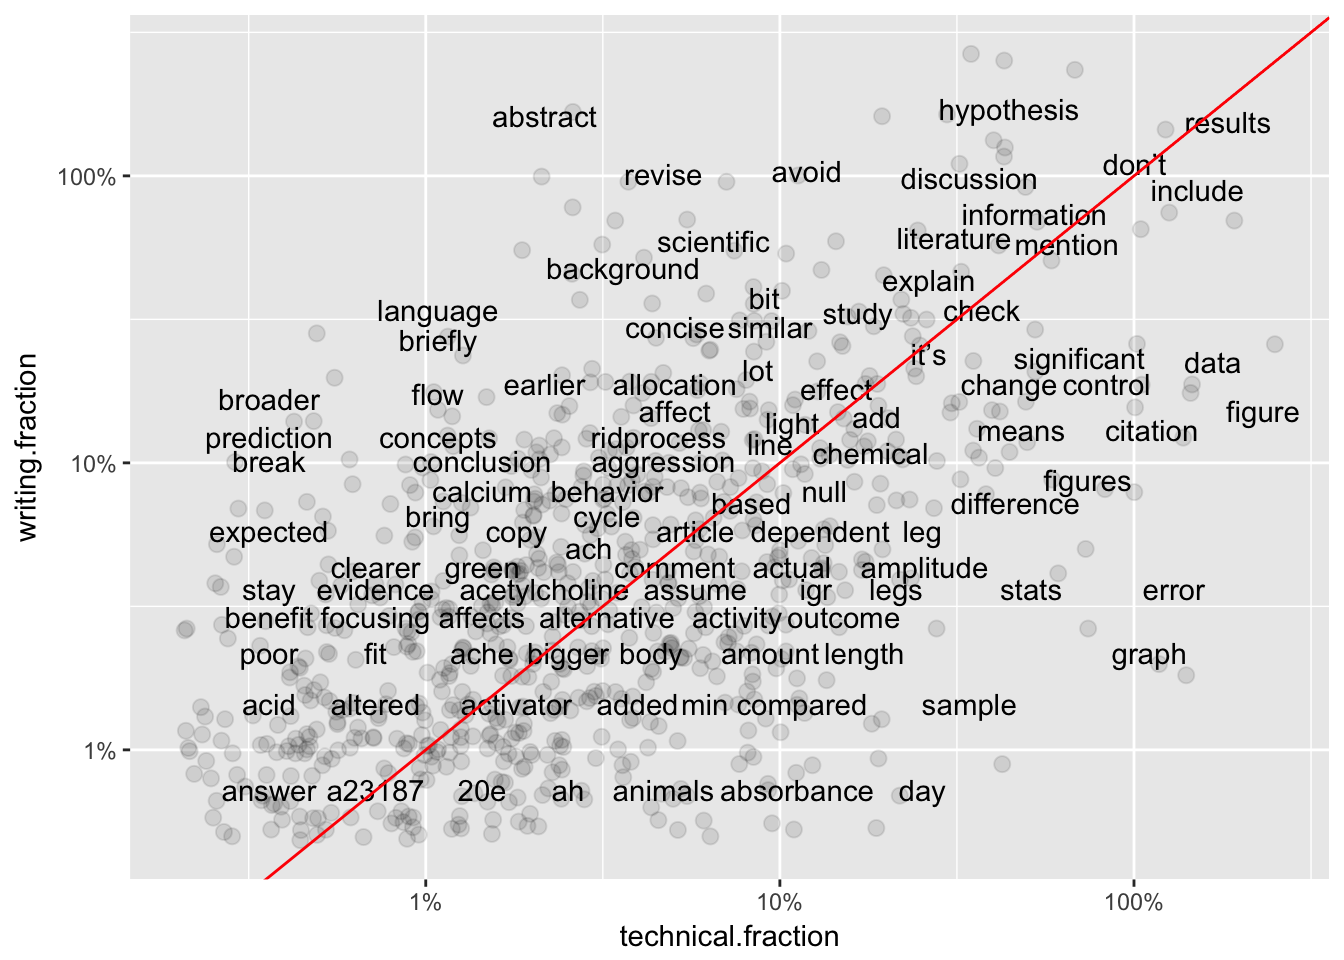 abstract
hypothesis
results
100%
revise
avoid
discussion
don't
include
information
scientific
literature
mention
background
explain
language
bit
study
check
briefly
concise
similar
it's
significant
data
lot
broader
flow
earlier
allocation
effect
change
control
affect
light
add
figure
prediction
concepts
ridprocess
line
means
citation
10%
break
conclusion
aggression
chemical
calcium
behavior
null
figures
bring
cycle
based
difference
expected
copy
article
dependent
leg
ach
clearer
green
comment
actual
amplitude
stay
evidence
acetylcholine
assume
igr
legs
stats
error
benefit
focusing
affects
alternative
activity
outcome
poor
fit
ache
bigger
body
amount
length
graph
acid
altered
activator
added
min
compared
sample
1%
answer
a23187
20e
ah
animals
absorbance
day
1%
10%
100%
technical.fraction
writing.fraction